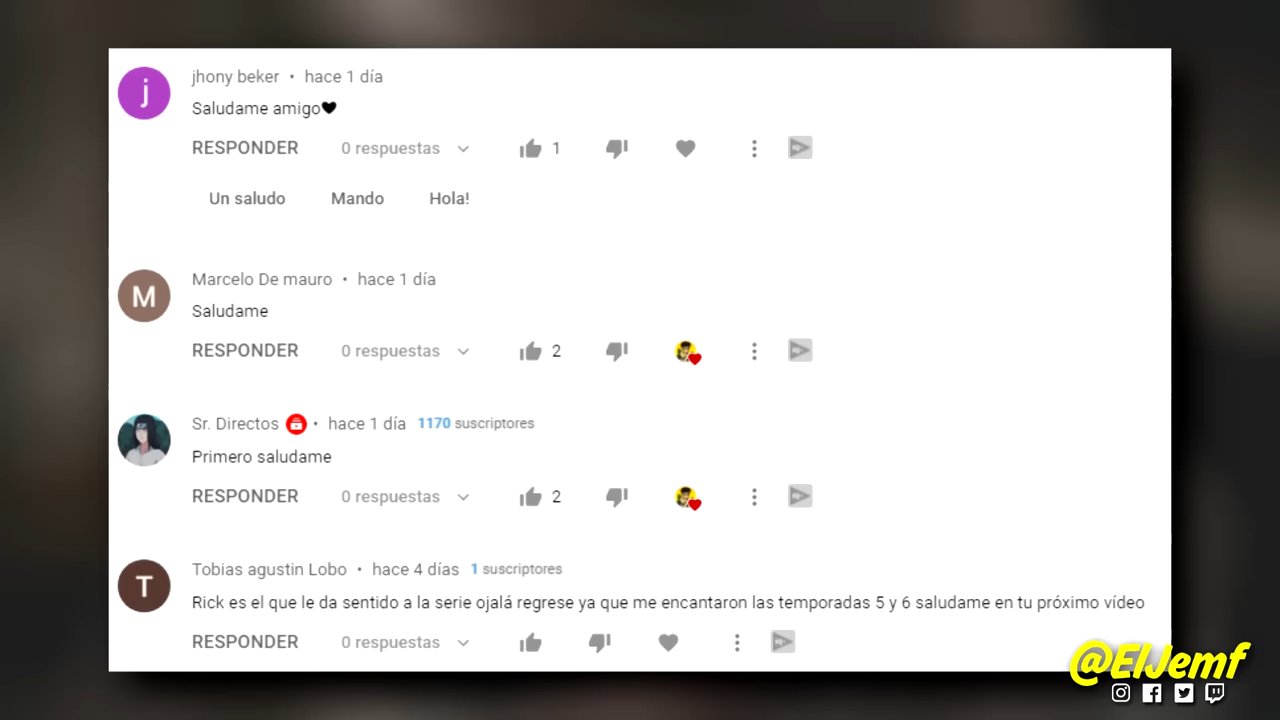 j
jhony beker • hace 1 día
Saludame amigo🖤
RESPONDER 0 respuestas 1
Un saludo Mando Hola!
M
Marcelo De mauro • hace 1 día
Saludame
RESPONDER 0 respuestas 2
Sr. Directos • hace 1 día 1170 suscriptores
Primero saludame
RESPONDER 0 respuestas 2
T
Tobias agustin Lobo • hace 4 días 1 suscriptores
Rick es el que le da sentido a la serie ojalá regrese ya que me encantaron las temporadas 5 y 6 saludame en tu próximo vídeo
RESPONDER 0 respuestas
@ElJemf